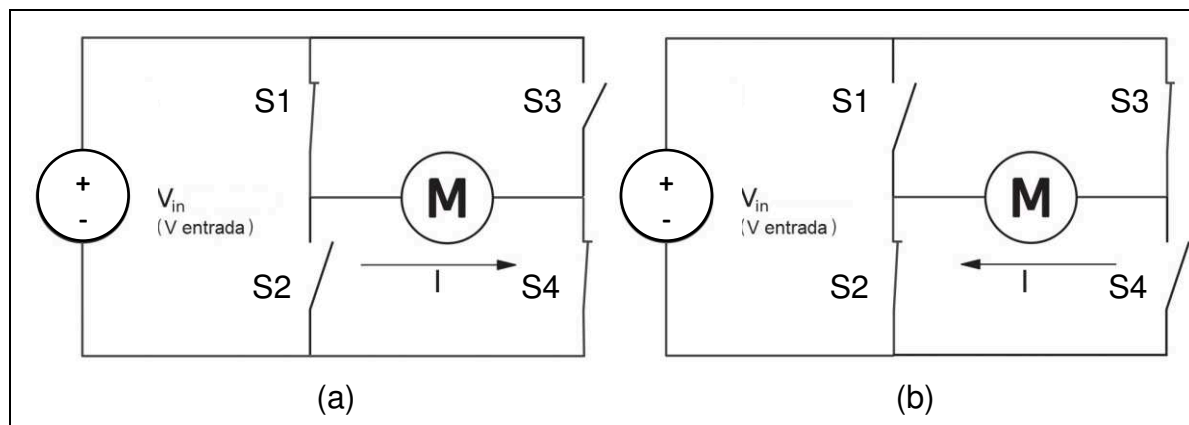 S1
S3
+
-
V_in
(V entrada)
M
S2
I
S4
(a)
S1
S3
+
-
V_in
(V entrada)
M
S2
I
S4
(b)